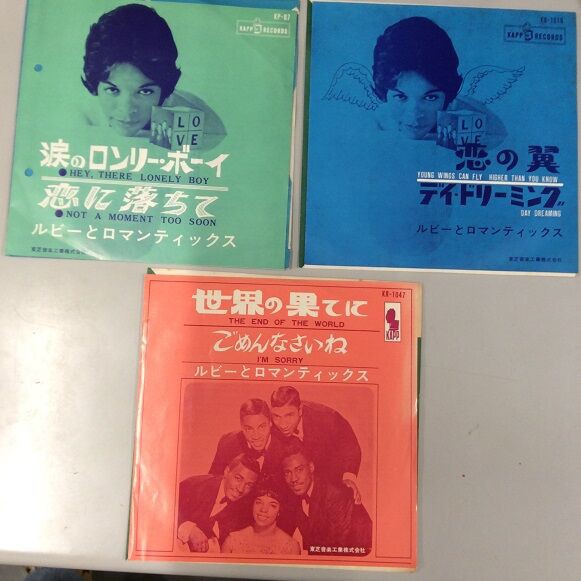 KP-87
KAPP RECORDS
LOVE
涙のロンリー・ボーイ
HEY, THERE LONELY BOY
恋に落ちて
NOT A MOMENT TOO SOON
ルビーとロマンティックス
東芝音楽工業株式会社
KR-1018
KAPP RECORDS
LOVE
恋の翼
YOUNG WINGS CAN FLY HIGHER THAN YOU KNOW
デイ・ドリーミング
DAY DREAMING
ルビーとロマンティックス
東芝音楽工業株式会社
KR-1047
世界の果てに
THE END OF THE WORLD
ごめんなさいね
I'M SORRY
ルビーとロマンティックス
東芝音楽工業株式会社